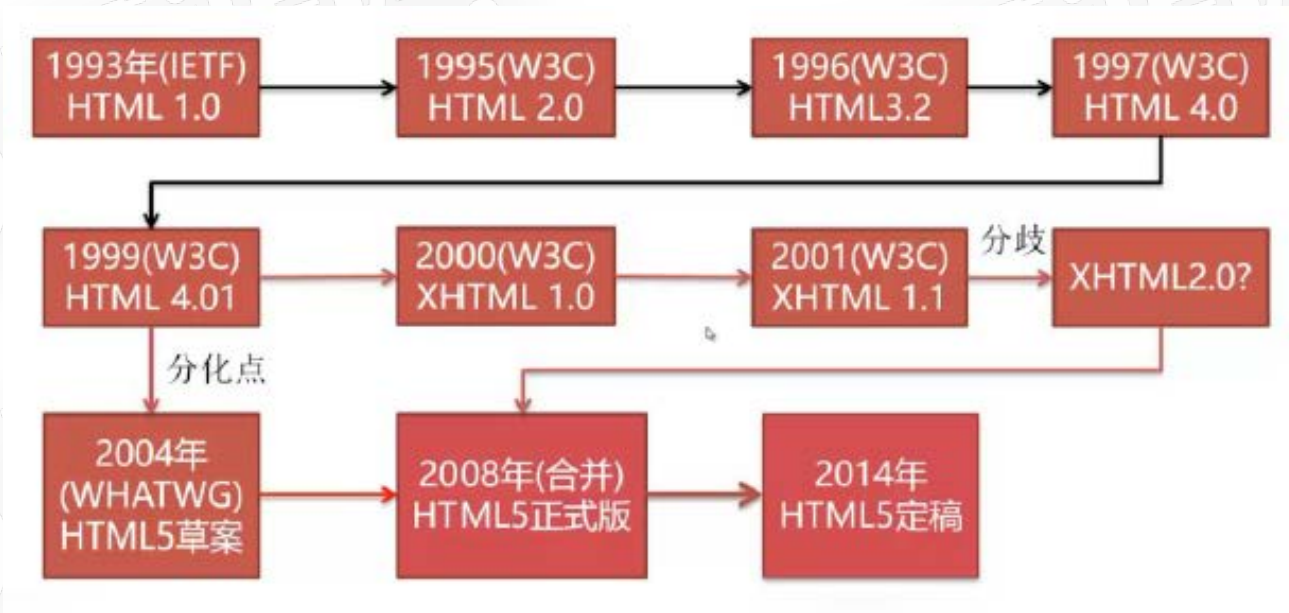 1993年(IETF)
HTML 1.0
1995(W3C)
HTML 2.0
1996(W3C)
HTML3.2
1997(W3C)
HTML 4.0
1999(W3C)
HTML 4.01
2000(W3C)
XHTML 1.0
2001(W3C)
XHTML 1.1
分歧
XHTML2.0?
分化点
2004年
(WHATWG)
HTML5草案
2008年(合并)
HTML5正式版
2014年
HTML5定稿